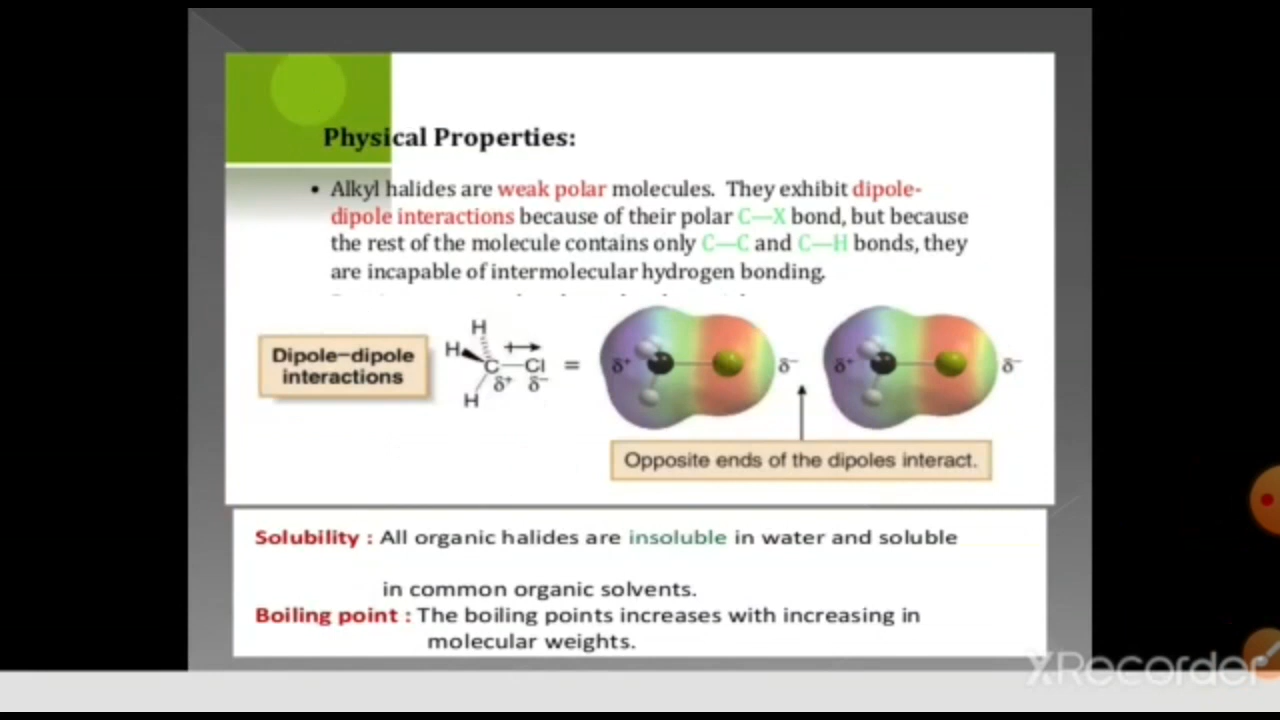 Physical Properties:
• Alkyl halides are weak polar molecules. They exhibit dipole-
dipole interactions because of their polar C—X bond, but because
the rest of the molecule contains only C—C and C—H bonds, they
are incapable of intermolecular hydrogen bonding.
Dipole–dipole
interactions
H
H
C—Cl
δ+ δ−
H
=
δ+
δ−
δ+
δ−
Opposite ends of the dipoles interact.
Solubility : All organic halides are insoluble in water and soluble
in common organic solvents.
Boiling point : The boiling points increases with increasing in
molecular weights.
XRecorder